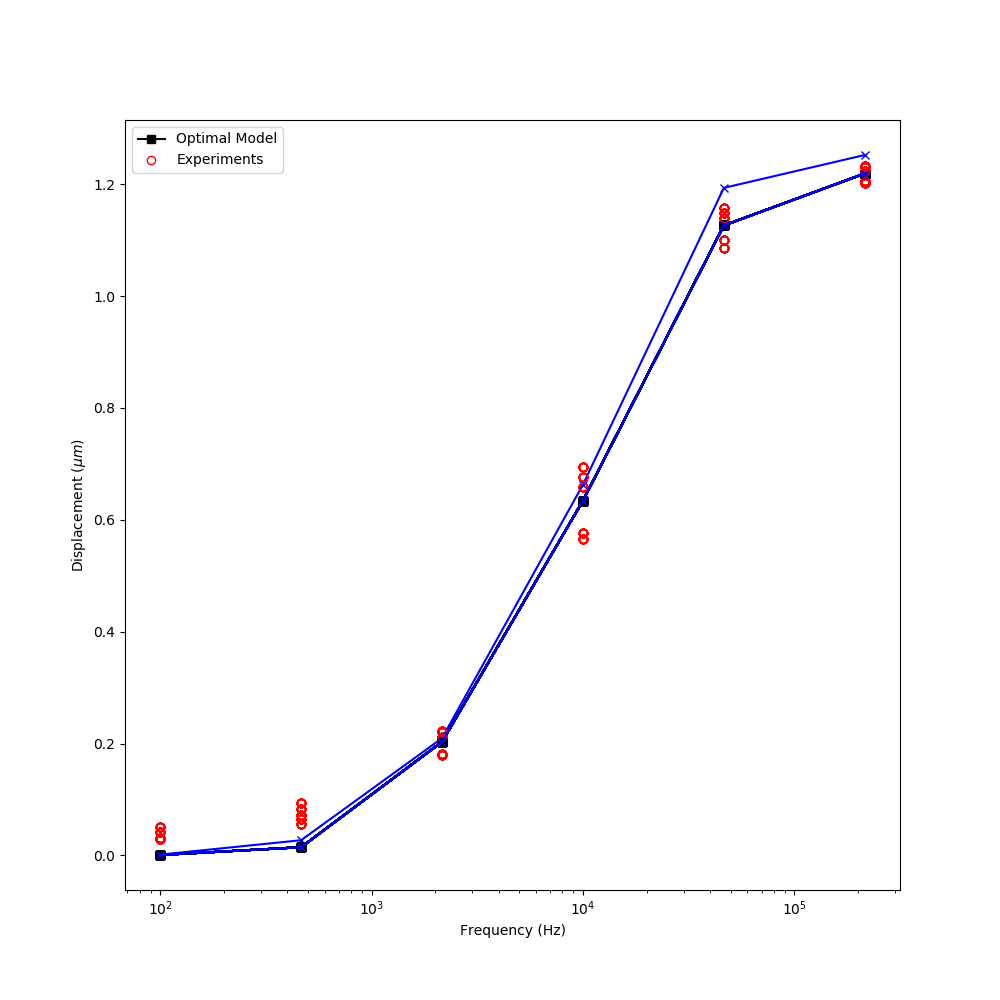 Optimal Model
Experiments
1.2
1.0
0.8
0.6
0.4
0.2
0.0
Displacement (μm)
10² 10³ 10⁴ 10⁵
Frequency (Hz)